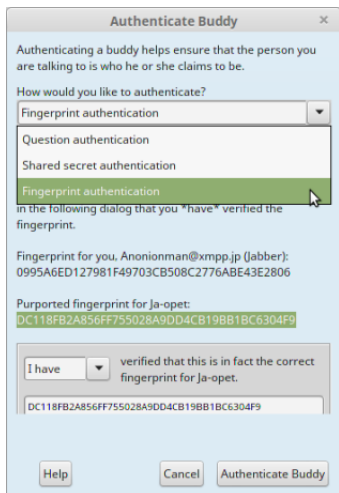 Authenticate Buddy
Authenticating a buddy helps ensure that the person you
are talking to is who he or she claims to be.
How would you like to authenticate?
Fingerprint authentication
Question authentication
Shared secret authentication
Fingerprint authentication
in the following dialog that you *have* verified the
fingerprint.
Fingerprint for you, Anonionman@xmpp.jp (Jabber):
0995A6ED127981F49703CB508C2776ABE43E2806
Purported fingerprint for Ja-opet:
DC118FB2A856FF755028A9DD4CB19BB1BC6304F9
I have
verified that this is in fact the correct
fingerprint for Ja-opet.
DC118FB2A856FF755028A9DD4CB19BB1BC6304F9
Help
Cancel
Authenticate Buddy